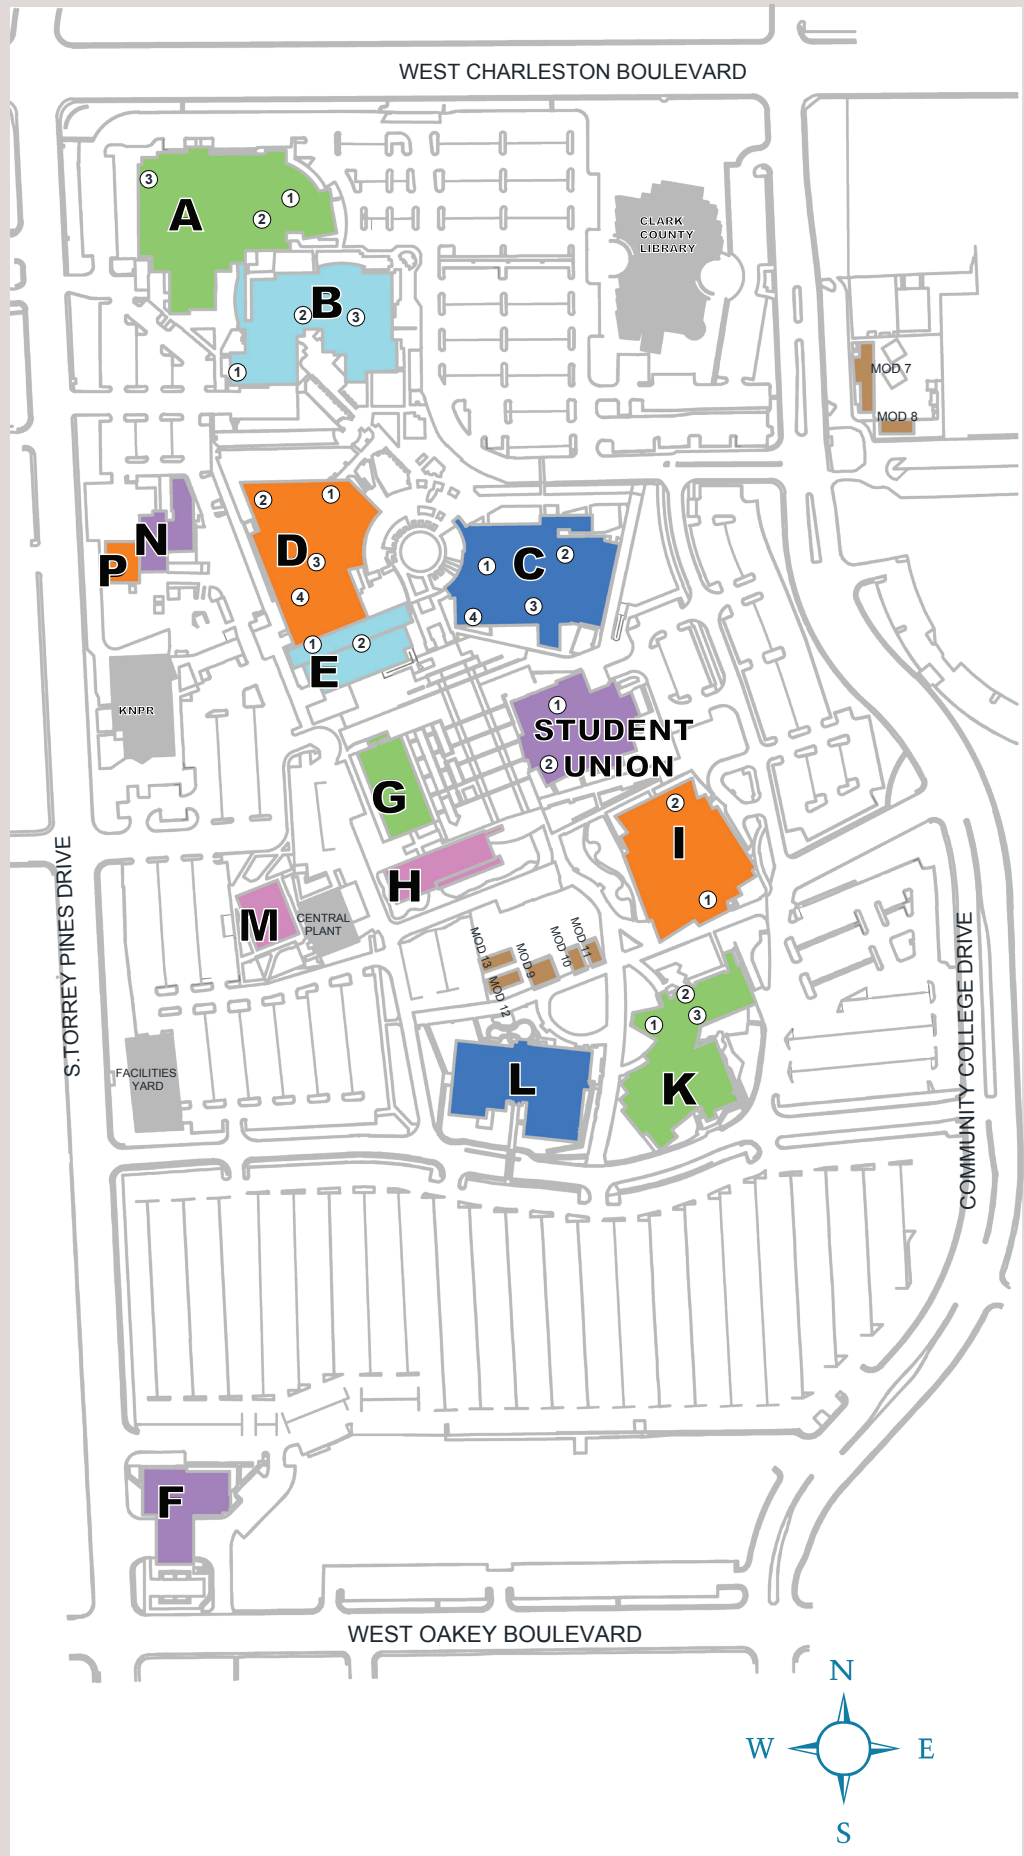 WEST CHARLESTON BOULEVARD
3
1
A
2
CLARK
COUNTY
LIBRARY
B
2
3
1
MOD 7
MOD 8
2
1
N
D
3
C
1
2
P
4
3
4
1
2
E
KNPR
1
STUDENT
2
UNION
G
2
I
H
1
M
CENTRAL
PLANT
MOD 13
MOD 9
MOD 10
MOD 11
MOD 12
2
3
1
S.TORREY PINES DRIVE
COMMUNITY COLLEGE DRIVE
FACILITIES
YARD
L
K
F
WEST OAKEY BOULEVARD
N
W
E
S